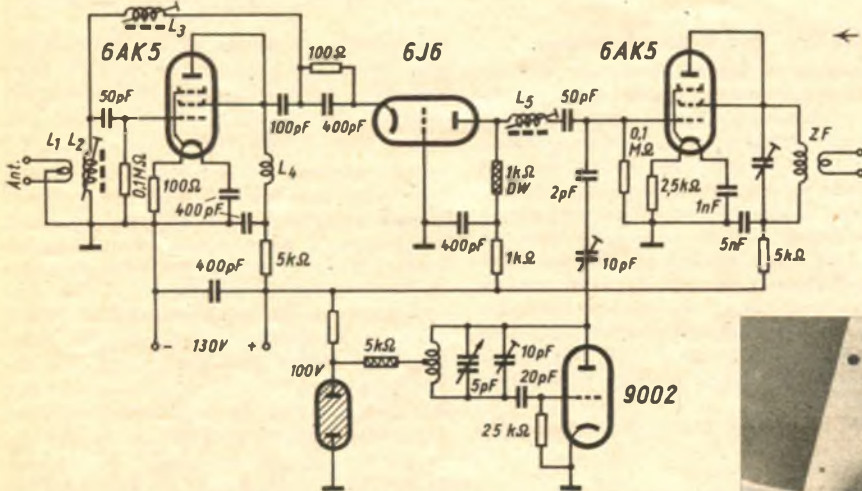 L3
6AK5
6J6
6AK5
100Ω
50pF
100pF
400pF
L5
50pF
L1 L2
Ant.
0,1MΩ
100Ω
400pF
L4
1kΩ
DW
2pF
0,1
MΩ
2,5kΩ
1nF
ZF
5nF
5kΩ
400pF
5kΩ
400pF
1kΩ
10pF
- 130V +
100V
5kΩ
5pF
10pF
20pF
25 kΩ
9002